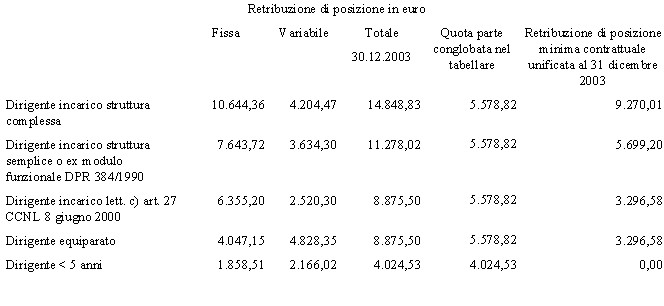 Retribuzione di posizione in euro
Fissa Variabile Totale Quota parte Retribuzione di posizione
30.12.2003 conglobata nel minima contrattuale
tabellare unificata al 31 dicembre
2003
Dirigente incarico struttura 10.644,36 4.204,47 14.848,83 5.578,82 9.270,01
complessa
Dirigente incarico struttura 7.643,72 3.634,30 11.278,02 5.578,82 5.699,20
semplice o ex modulo
funzionale DPR 384/1990
Dirigente incarico lett. c) art. 27 6.355,20 2.520,30 8.875,50 5.578,82 3.296,58
CCNL 8 giugno 2000
Dirigente equiparato 4.047,15 4.828,35 8.875,50 5.578,82 3.296,58
Dirigente < 5 anni 1.858,51 2.166,02 4.024,53 4.024,53 0,00